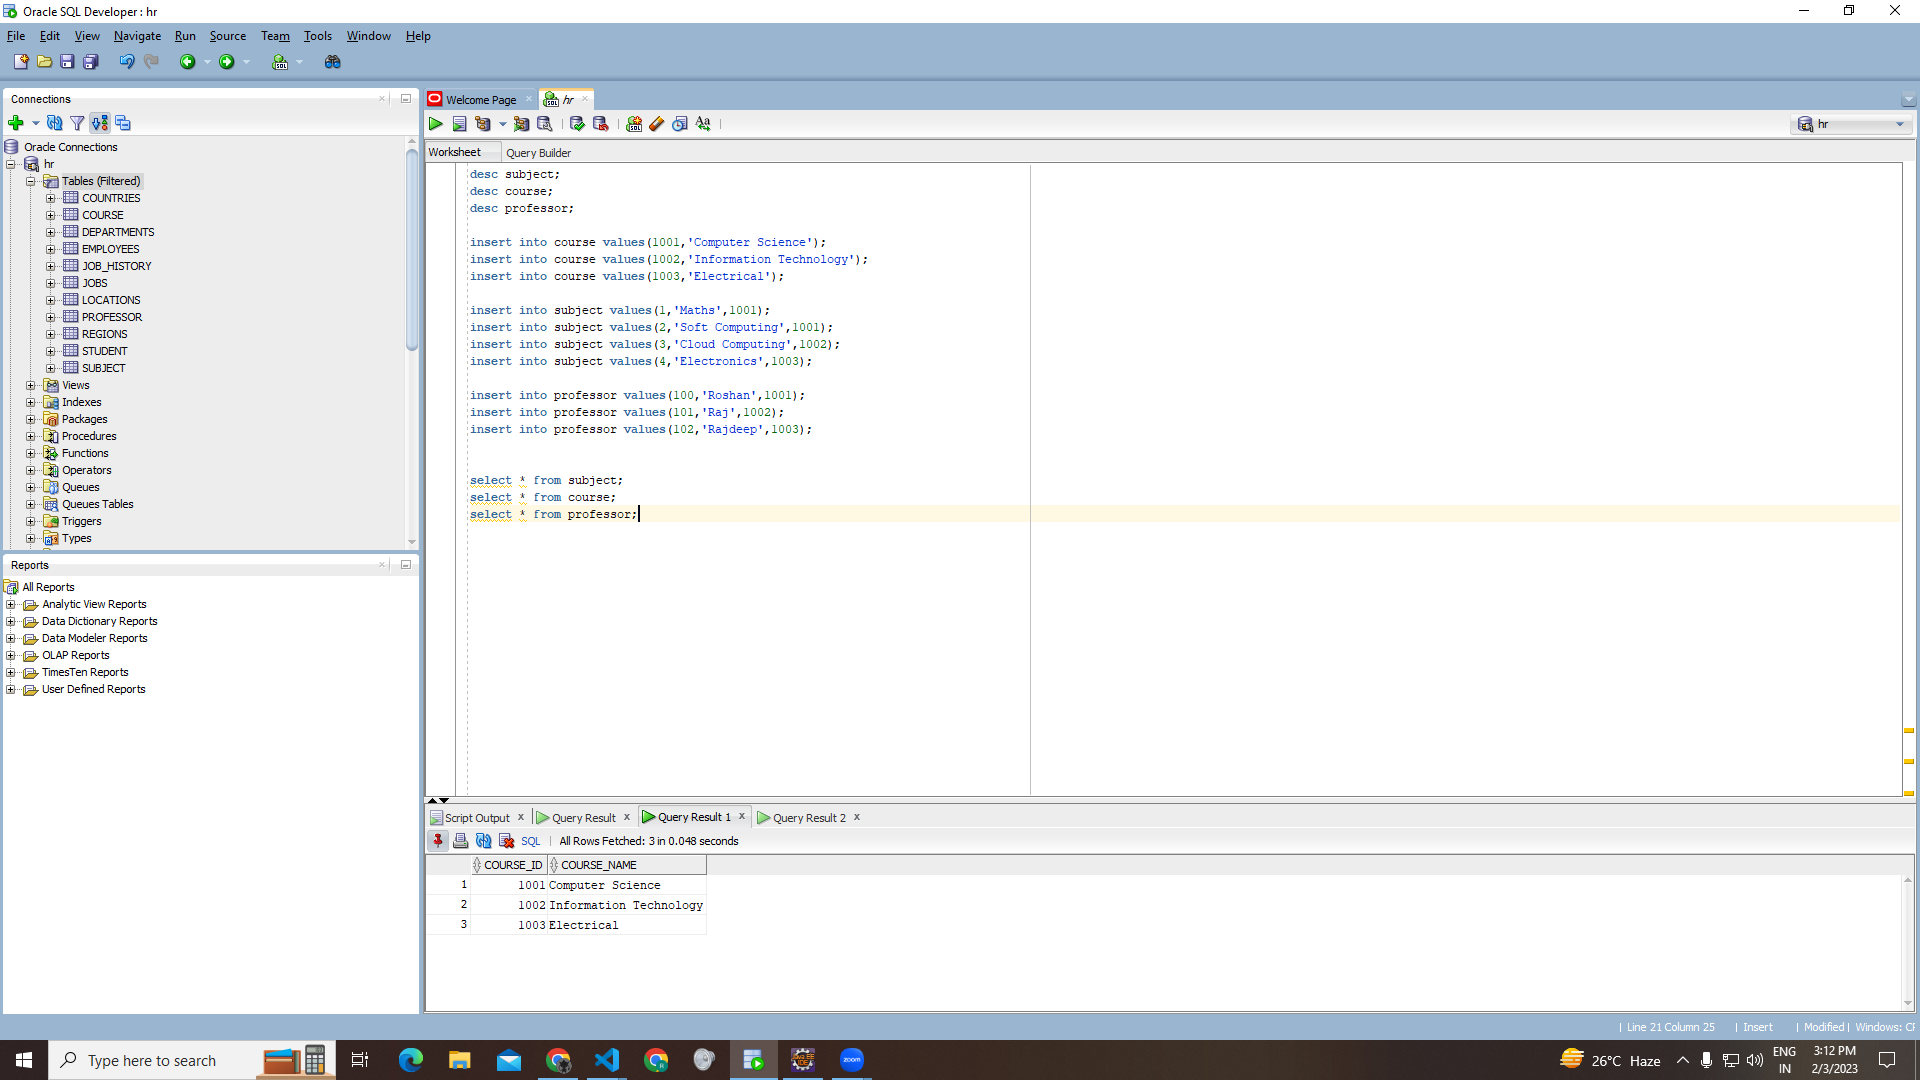 Oracle SQL Developer : hr
File Edit View Navigate Run Source Team Tools Window Help
Connections
Oracle Connections
hr
Tables (Filtered)
COUNTRIES
COURSE
DEPARTMENTS
EMPLOYEES
JOB_HISTORY
JOBS
LOCATIONS
PROFESSOR
REGIONS
STUDENT
SUBJECT
Views
Indexes
Packages
Procedures
Functions
Operators
Queues
Queues Tables
Triggers
Types
Reports
All Reports
Analytic View Reports
Data Dictionary Reports
Data Modeler Reports
OLAP Reports
TimesTen Reports
User Defined Reports
Welcome Page hr
hr
Worksheet Query Builder
desc subject;
desc course;
desc professor;
insert into course values(1001,'Computer Science');
insert into course values(1002,'Information Technology');
insert into course values(1003,'Electrical');
insert into subject values(1,'Maths',1001);
insert into subject values(2,'Soft Computing',1001);
insert into subject values(3,'Cloud Computing',1002);
insert into subject values(4,'Electronics',1003);
insert into professor values(100,'Roshan',1001);
insert into professor values(101,'Raj',1002);
insert into professor values(102,'Rajdeep',1003);
select * from subject;
select * from course;
select * from professor;
Script Output x Query Result x Query Result 1 x Query Result 2 x
SQL | All Rows Fetched: 3 in 0.048 seconds
COURSE_ID COURSE_NAME
1 1001 Computer Science
2 1002 Information Technology
3 1003 Electrical
| Line 21 Column 25 | Insert | Modified | Windows: CF
Type here to search
zoom
26°C Haze
ENG
IN
3:12 PM
2/3/2023